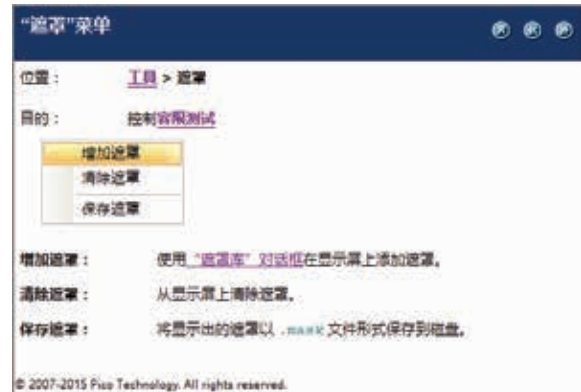 “遮罩”菜单
位置： 工具 > 遮罩
目的： 控制容限测试
增加遮罩
清除遮罩
保存遮罩
增加遮罩： 使用 “遮罩库” 对话框在显示屏上添加遮罩。
清除遮罩： 从显示屏上清除遮罩。
保存遮罩： 将显示出的遮罩以 .mask 文件形式保存到磁盘。
© 2007-2015 Pico Technology. All rights reserved.